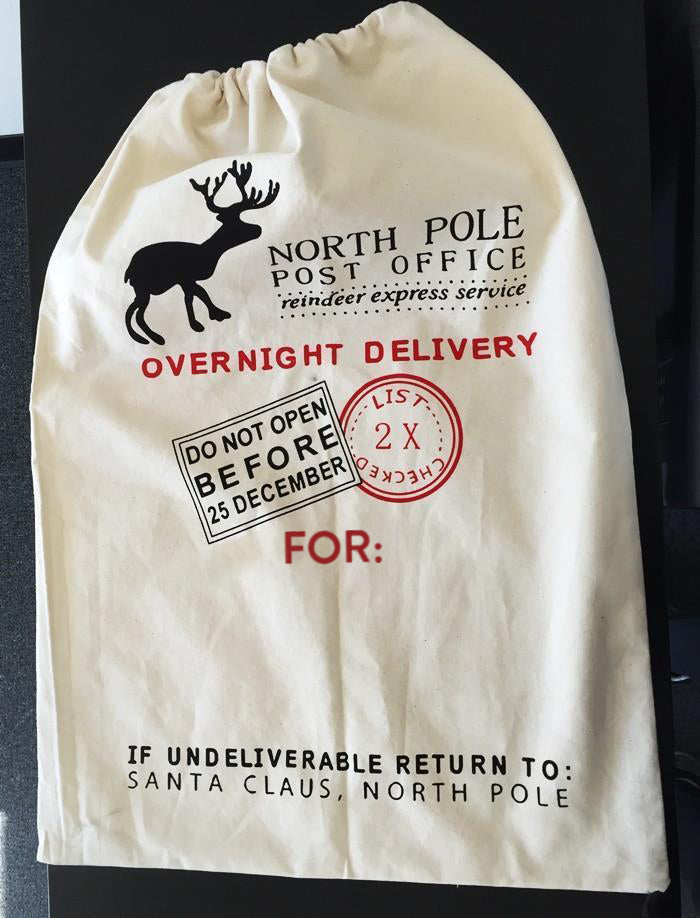 NORTH POLE
POST OFFICE
reindeer express service
OVERNIGHT DELIVERY
DO NOT OPEN
BEFORE
25 DECEMBER
LIST
2 X
CHECKED
FOR:
IF UNDELIVERABLE RETURN TO:
SANTA CLAUS, NORTH POLE